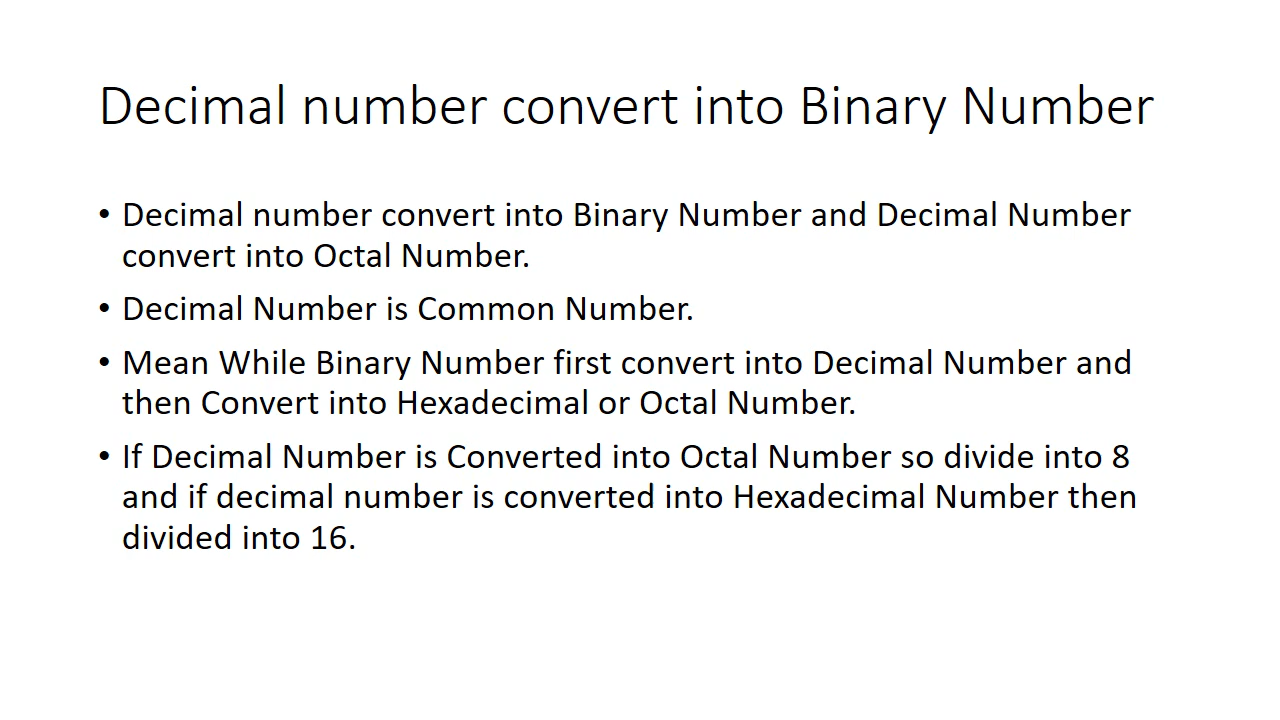 Decimal number convert into Binary Number
• Decimal number convert into Binary Number and Decimal Number
convert into Octal Number.
• Decimal Number is Common Number.
• Mean While Binary Number first convert into Decimal Number and
then Convert into Hexadecimal or Octal Number.
• If Decimal Number is Converted into Octal Number so divide into 8
and if decimal number is converted into Hexadecimal Number then
divided into 16.